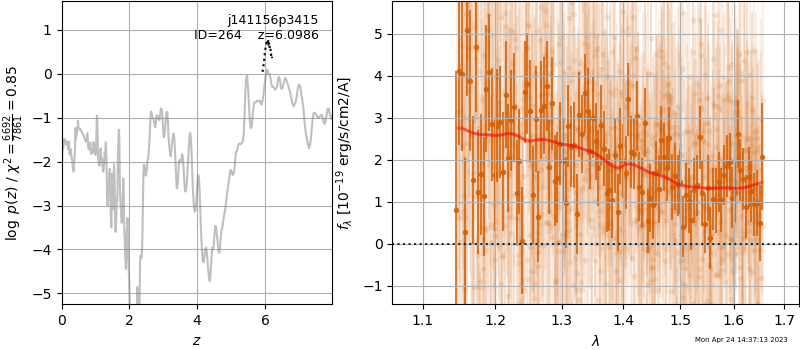 j141156p3415
ID=264 z=6.0986
log p(z) / χ² = 6692/7861 = 0.85
1
0
−1
−2
−3
−4
−5
0 2 4 6
z
f_λ [10⁻¹⁹ erg/s/cm2/A]
5
4
3
2
1
0
−1
1.1 1.2 1.3 1.4 1.5 1.6 1.7
λ
Mon Apr 24 14:37:13 2023